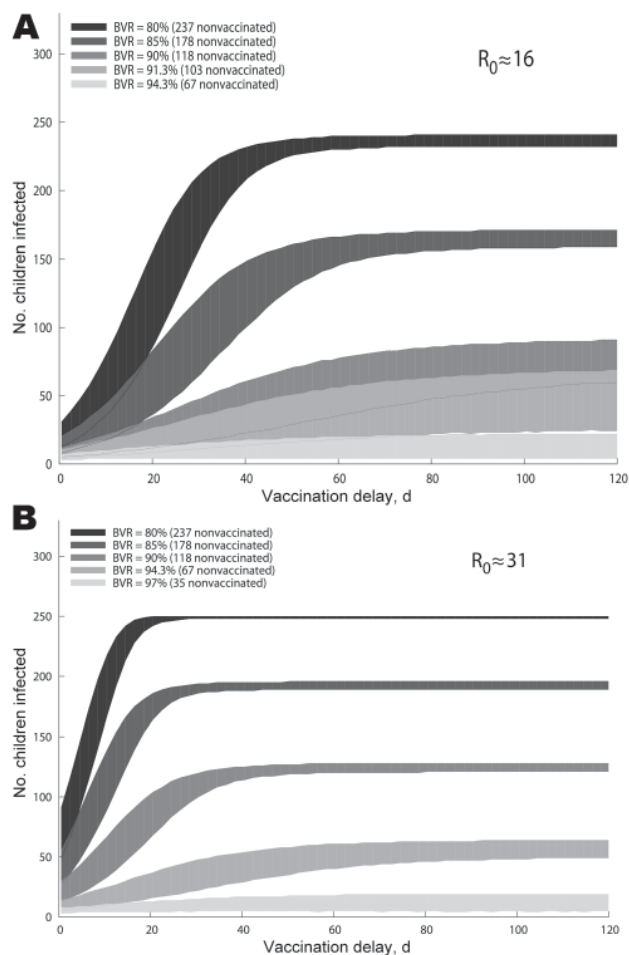 A
BVR = 80% (237 nonvaccinated)
BVR = 85% (178 nonvaccinated)
BVR = 90% (118 nonvaccinated)
BVR = 91.3% (103 nonvaccinated)
BVR = 94.3% (67 nonvaccinated)
R₀≈16
No. children infected
300
250
200
150
100
50
0
0 20 40 60 80 100 120
Vaccination delay, d
B
BVR = 80% (237 nonvaccinated)
BVR = 85% (178 nonvaccinated)
BVR = 90% (118 nonvaccinated)
BVR = 94.3% (67 nonvaccinated)
BVR = 97% (35 nonvaccinated)
R₀≈31
No. children infected
300
250
200
150
100
50
0
0 20 40 60 80 100 120
Vaccination delay, d